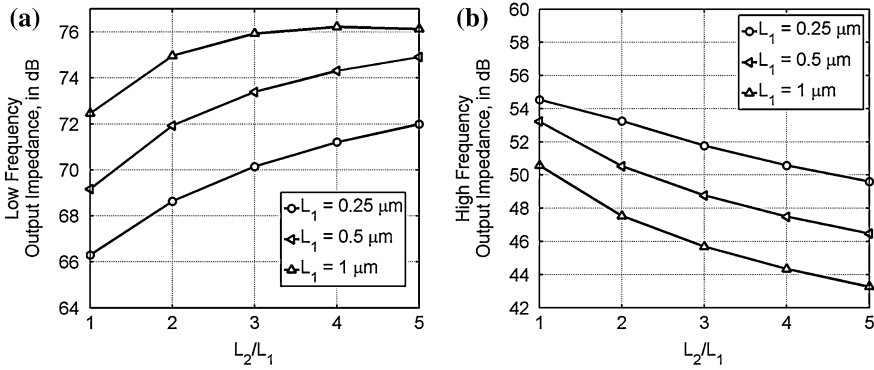 (a)
76
74
72
70
68
66
64
Low Frequency
Output Impedance, in dB
L₁ = 0.25 μm
L₁ = 0.5 μm
L₁ = 1 μm
1 2 3 4 5
L₂/L₁
(b)
60
58
56
54
52
50
48
46
44
42
High Frequency
Output Impedance, in dB
L₁ = 0.25 μm
L₁ = 0.5 μm
L₁ = 1 μm
1 2 3 4 5
L₂/L₁